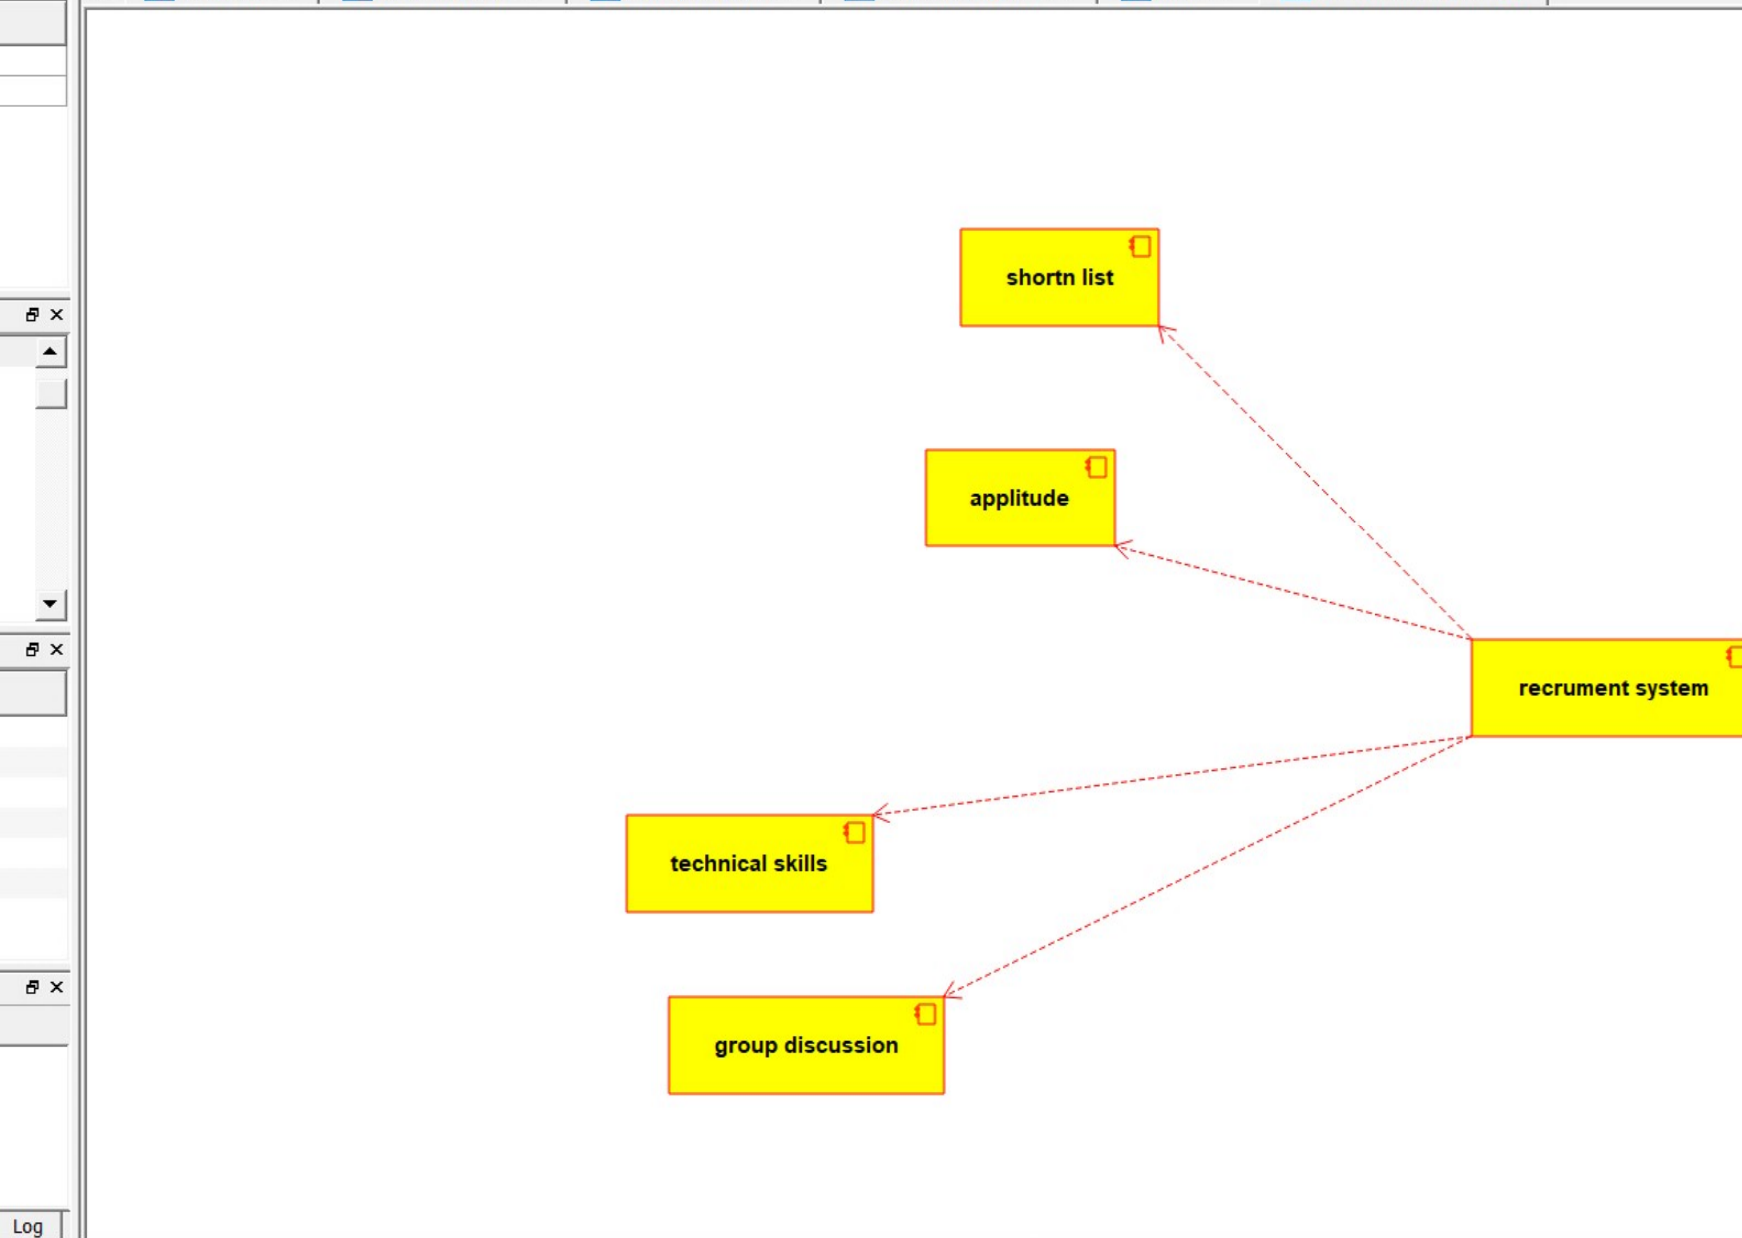 shortn list
applitude
recrument system
technical skills
group discussion
Log